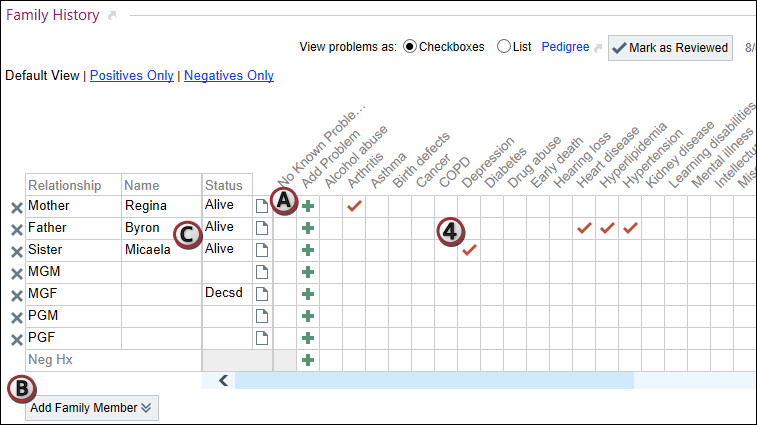 Family History
View problems as: Checkboxes List Pedigree Mark as Reviewed 8/
Default View | Positives Only | Negatives Only
No Known Proble...
Add Problem
Alcohol abuse
Arthritis
Asthma
Birth defects
Cancer
COPD
Depression
Diabetes
Drug abuse
Early death
Hearing loss
Heart disease
Hyperlipidemia
Hypertension
Kidney disease
Learning disabilities
Mental illness
Intellectu
Mis
Relationship Name Status
Mother Regina Alive A
Father Byron C Alive 4
Sister Micaela Alive
MGM
MGF Decsd
PGM
PGF
Neg Hx
B
Add Family Member